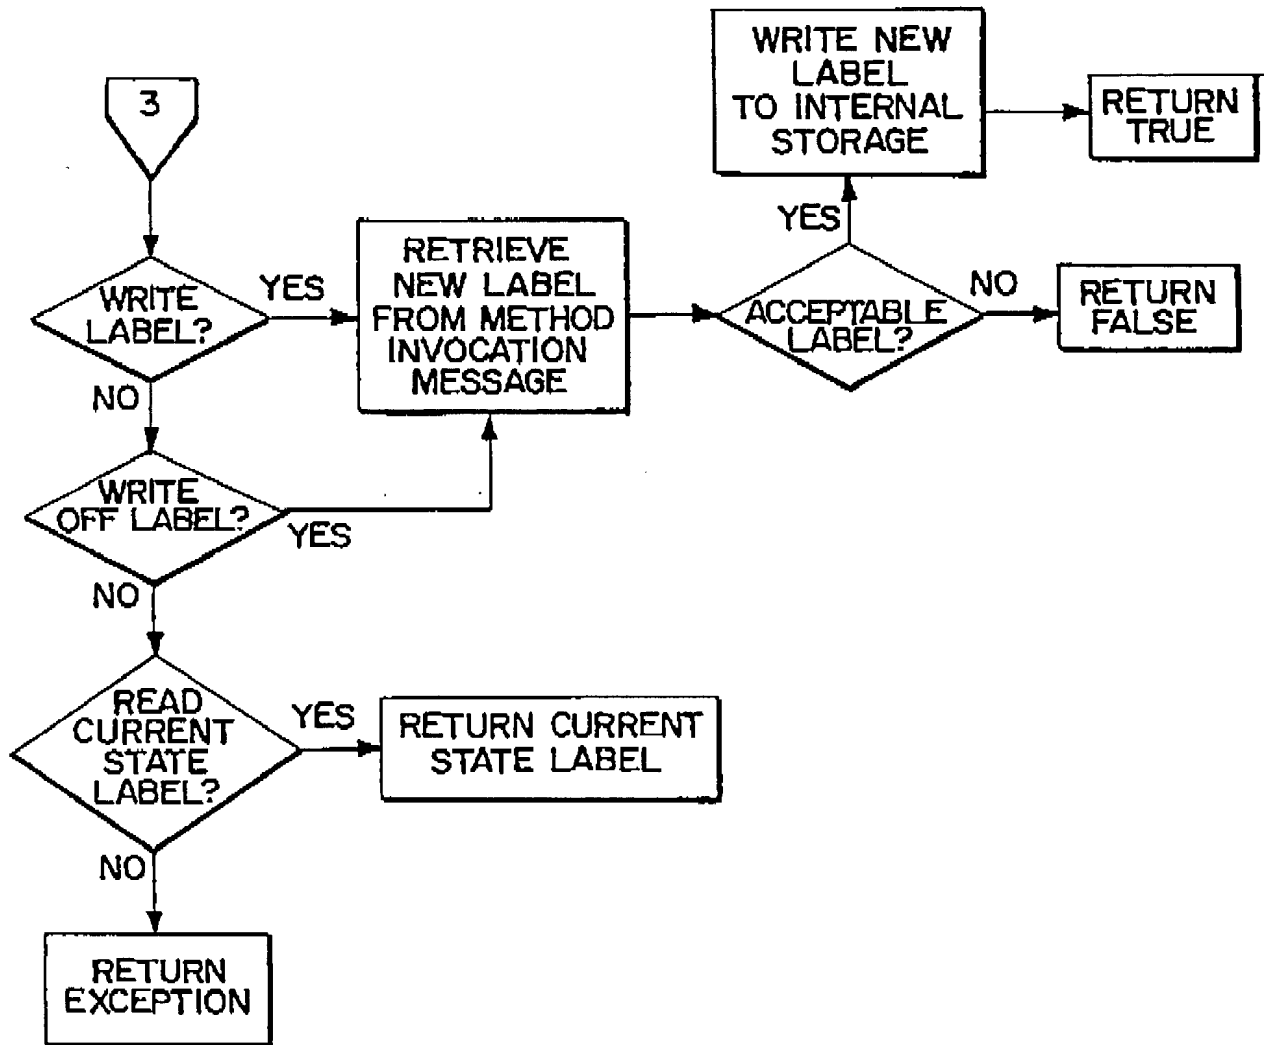 3
WRITE
LABEL?
YES
NO
RETRIEVE
NEW LABEL
FROM METHOD
INVOCATION
MESSAGE
ACCEPTABLE
LABEL?
YES
WRITE NEW
LABEL
TO INTERNAL
STORAGE
RETURN
TRUE
NO
RETURN
FALSE
WRITE
OFF LABEL?
YES
NO
READ
CURRENT
STATE
LABEL?
YES
RETURN CURRENT
STATE LABEL
NO
RETURN
EXCEPTION